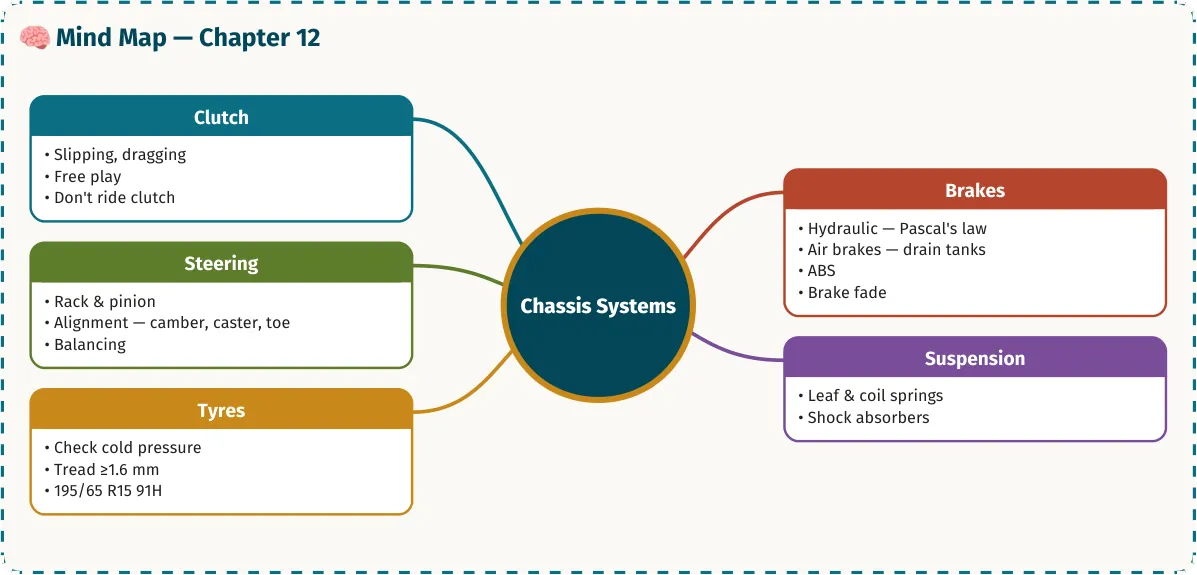 🧠 Mind Map — Chapter 12
Clutch
• Slipping, dragging
• Free play
• Don't ride clutch
Steering
• Rack & pinion
• Alignment — camber, caster, toe
• Balancing
Tyres
• Check cold pressure
• Tread ≥1.6 mm
• 195/65 R15 91H
Chassis Systems
Brakes
• Hydraulic — Pascal's law
• Air brakes — drain tanks
• ABS
• Brake fade
Suspension
• Leaf & coil springs
• Shock absorbers